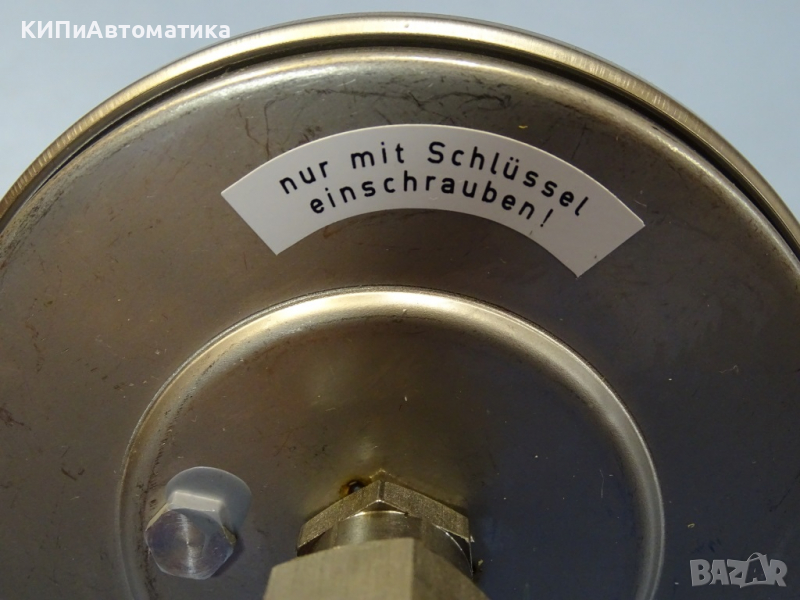 КИПиАвтоматика
nur mit Schlüssel
einschrauben!
BAZAR